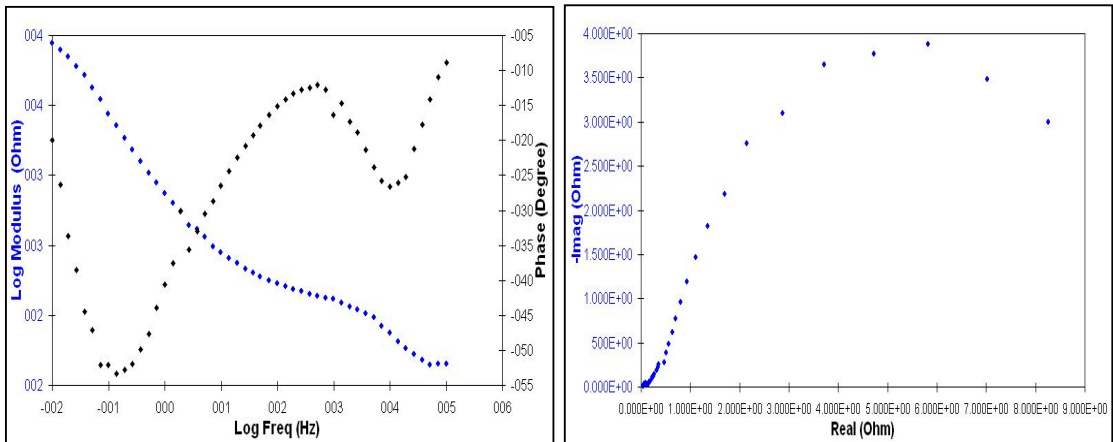 004
004
003
003
002
002
Log Modulus (Ohm)
-002
-001
000
001
002
003
004
005
006
Log Freq (Hz)
-005
-010
-015
-020
-025
-030
-035
-040
-045
-050
-055
Phase (Degree)
4.000E+00
3.500E+00
3.000E+00
2.500E+00
2.000E+00
1.500E+00
1.000E+00
500.000E+00
000.000E+00
-Imag (Ohm)
0.000E+00
1.000E+00
2.000E+00
3.000E+00
4.000E+00
5.000E+00
6.000E+00
7.000E+00
8.000E+00
9.000E+00
Real (Ohm)